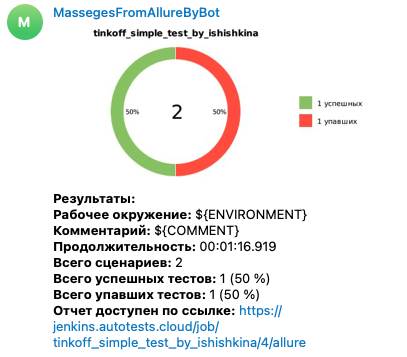 M
MassegesFromAllureByBot
tinkoff_simple_test_by_ishishkina
50%
2
50%
1 успешных
1 упавших
Результаты:
Рабочее окружение: ${ENVIRONMENT}
Комментарий: ${COMMENT}
Продолжительность: 00:01:16.919
Всего сценариев: 2
Всего успешных тестов: 1 (50 %)
Всего упавших тестов: 1 (50 %)
Отчет доступен по ссылке: https://
jenkins.autotests.cloud/job/
tinkoff_simple_test_by_ishishkina/4/allure